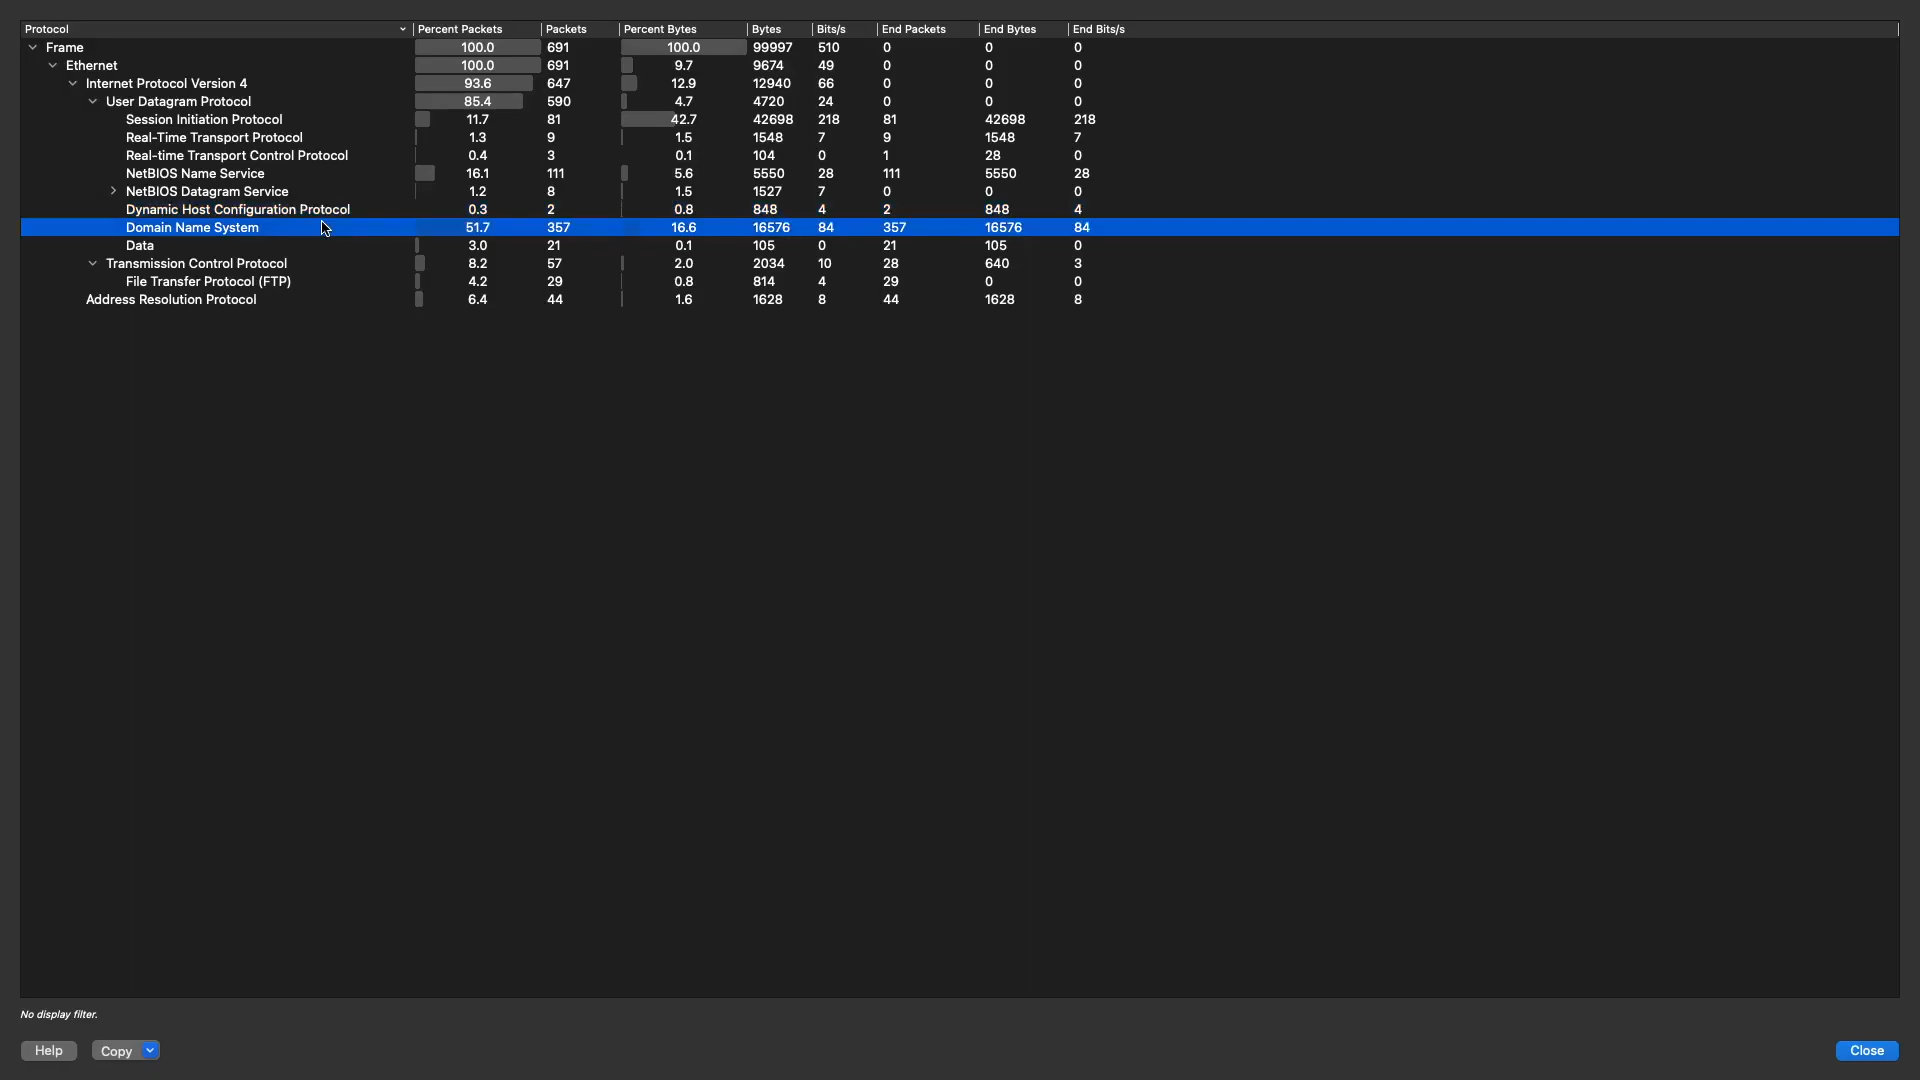 Protocol Percent Packets Packets Percent Bytes Bytes Bits/s End Packets End Bytes End Bits/s
Frame 100.0 691 100.0 99997 510 0 0 0
Ethernet 100.0 691 9.7 9674 49 0 0 0
Internet Protocol Version 4 93.6 647 12.9 12940 66 0 0 0
User Datagram Protocol 85.4 590 4.7 4720 24 0 0 0
Session Initiation Protocol 11.7 81 42.7 42698 218 81 42698 218
Real-Time Transport Protocol 1.3 9 1.5 1548 7 9 1548 7
Real-time Transport Control Protocol 0.4 3 0.1 104 0 1 28 0
NetBIOS Name Service 16.1 111 5.6 5550 28 111 5550 28
NetBIOS Datagram Service 1.2 8 1.5 1527 7 0 0 0
Dynamic Host Configuration Protocol 0.3 2 0.8 848 4 2 848 4
Domain Name System 51.7 357 16.6 16576 84 357 16576 84
Data 3.0 21 0.1 105 0 21 105 0
Transmission Control Protocol 8.2 57 2.0 2034 10 28 640 3
File Transfer Protocol (FTP) 4.2 29 0.8 814 4 29 0 0
Address Resolution Protocol 6.4 44 1.6 1628 8 44 1628 8
No display filter.
Help Copy Close